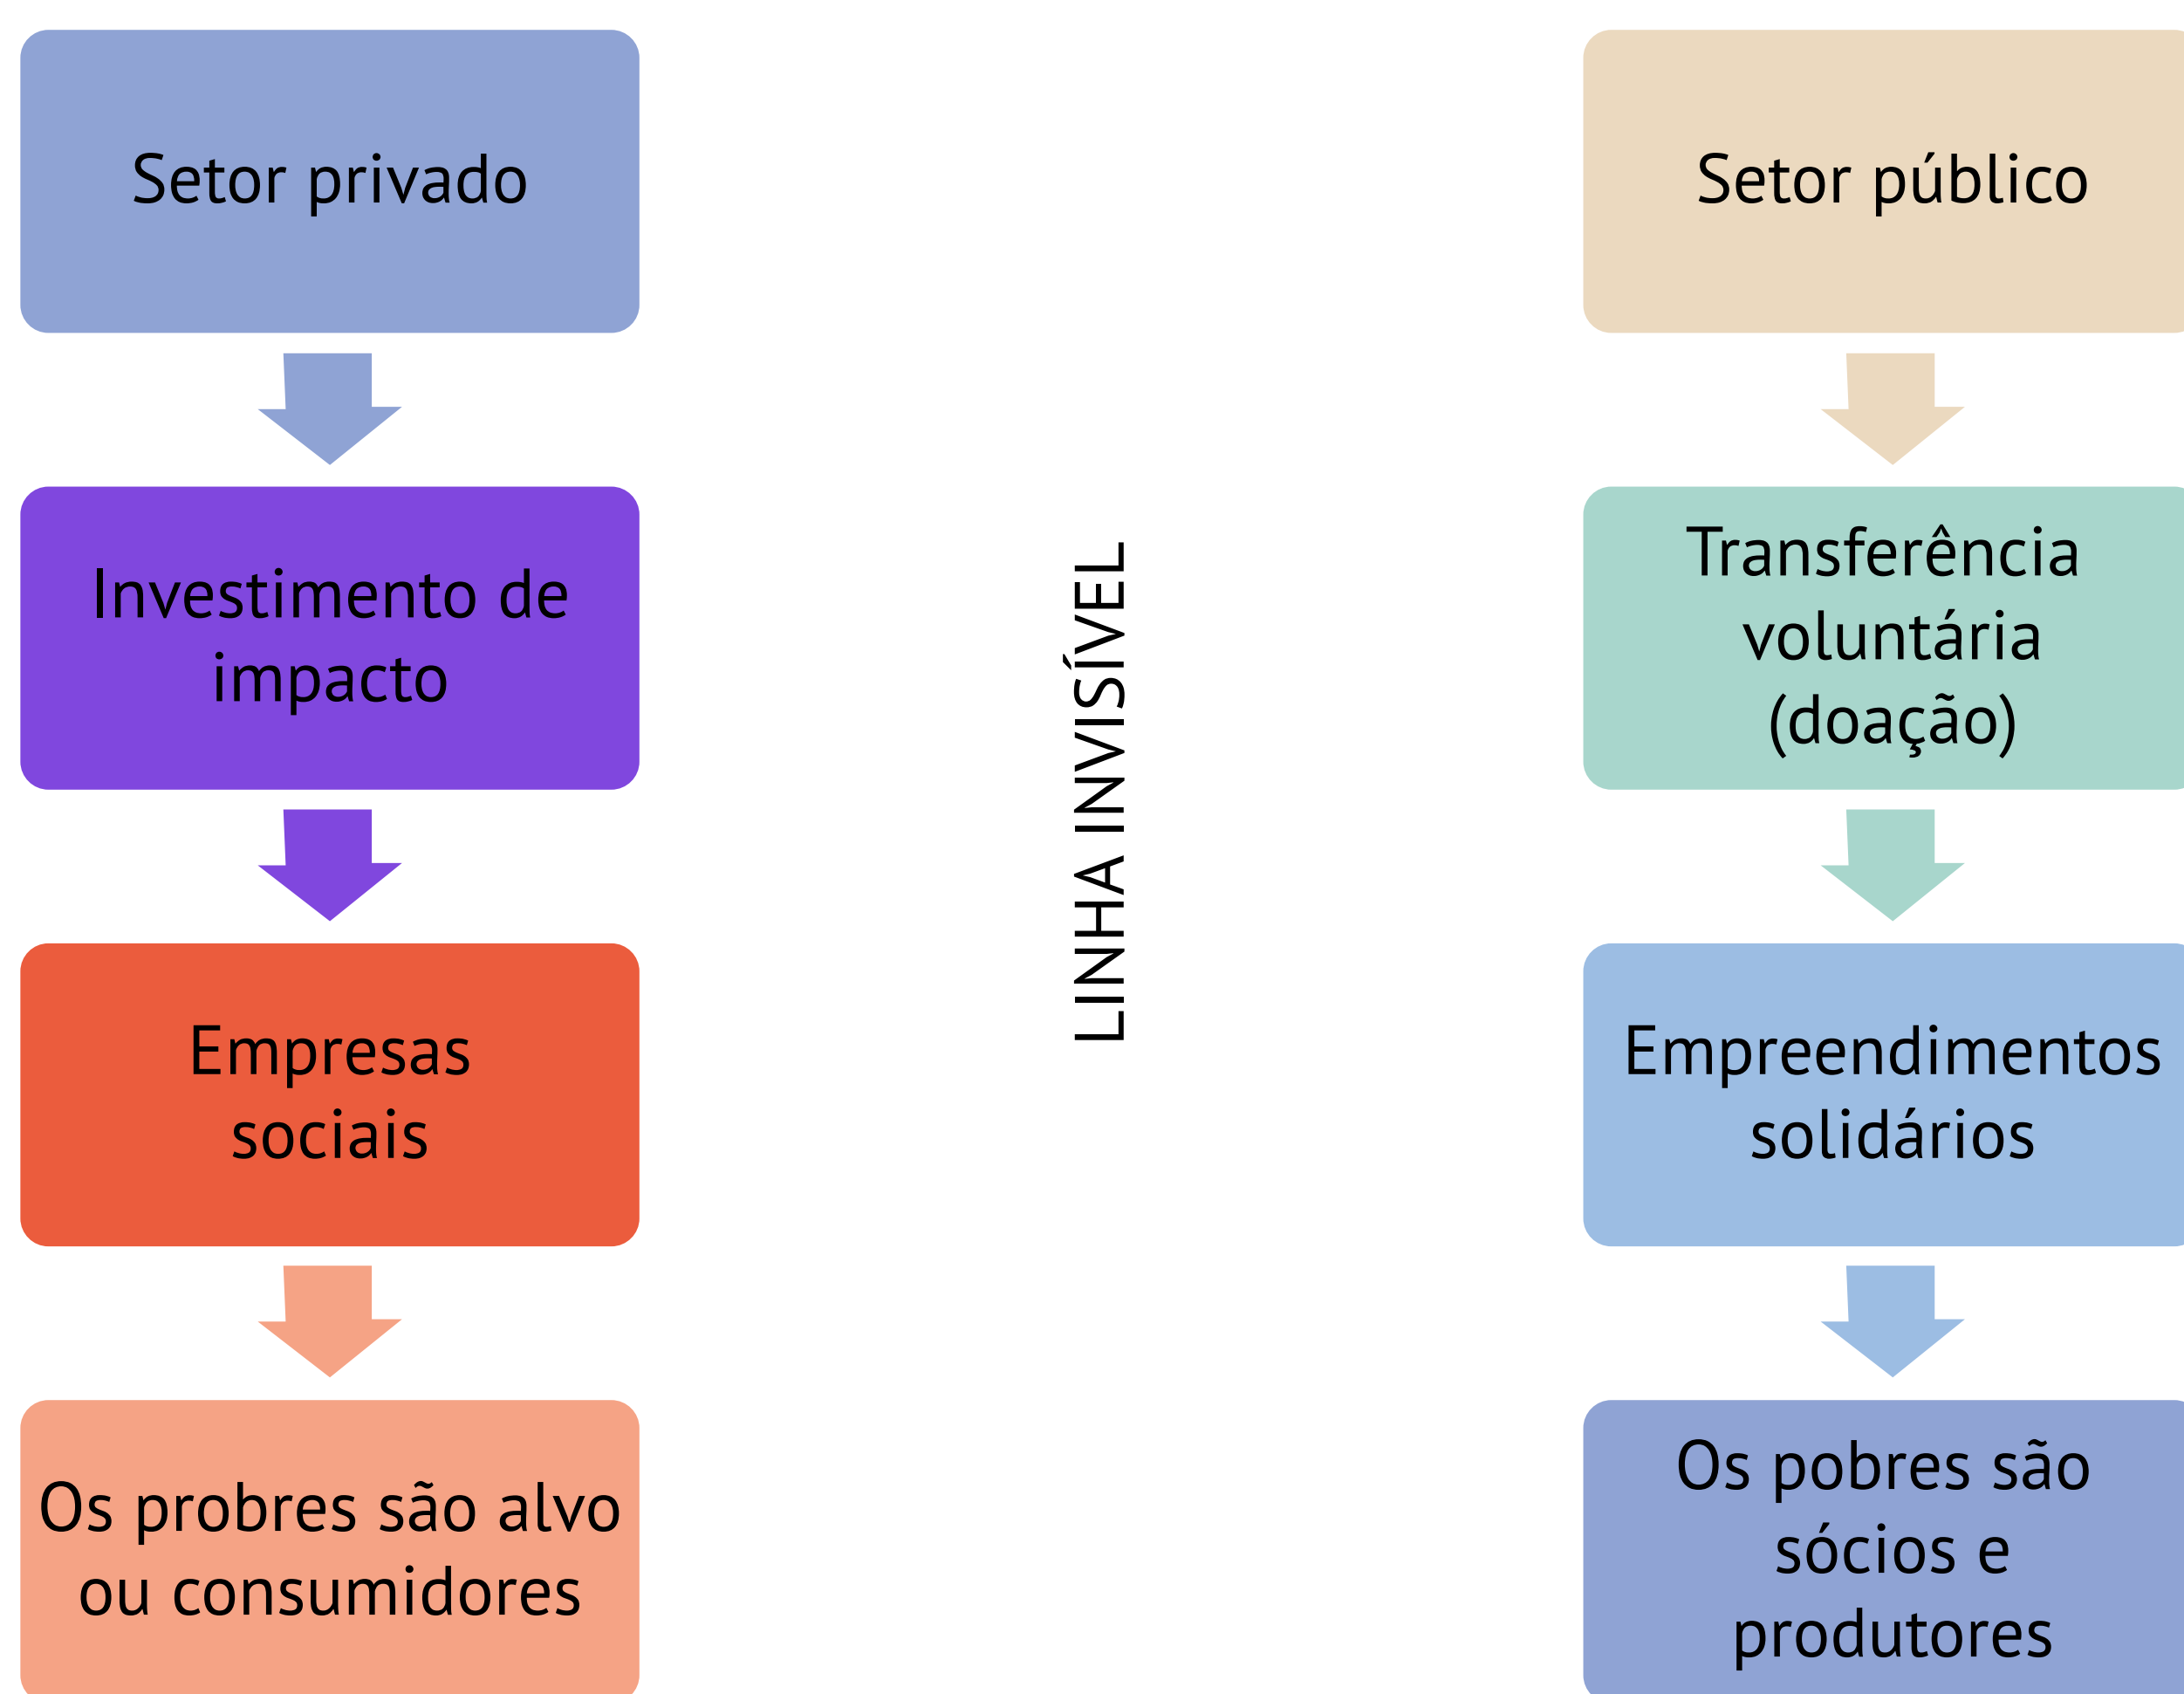 Setor privado
Investimento de
impacto
Empresas
sociais
Os probres são alvo
ou consumidores
LINHA INVISÍVEL
Setor público
Transferência
voluntária
(doação)
Empreendimentos
solidários
Os pobres são
sócios e
produtores